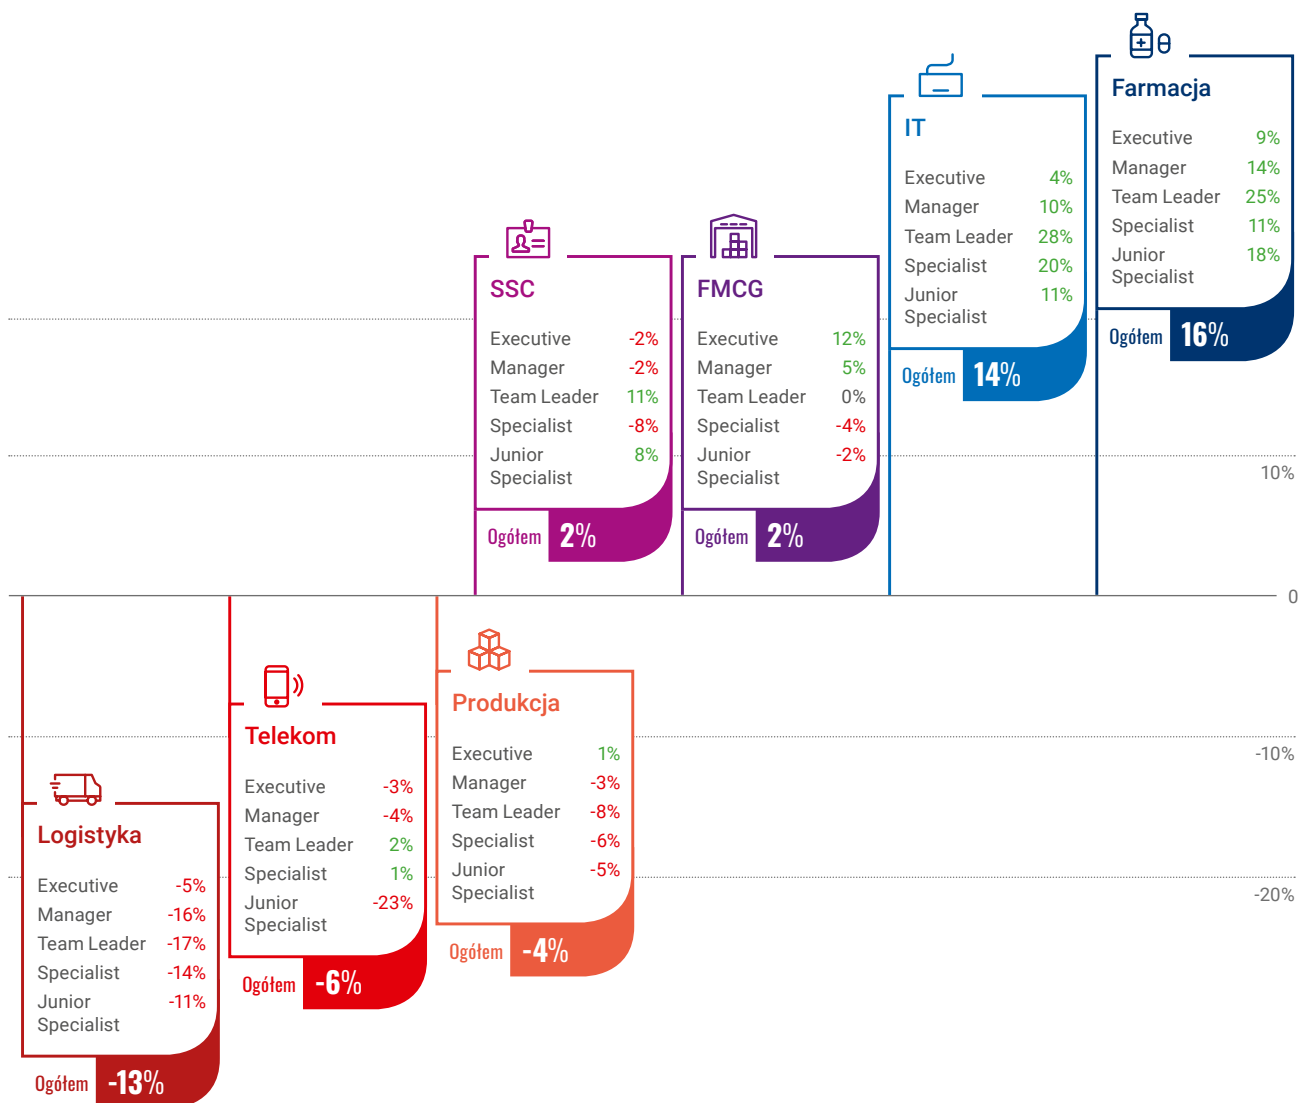 Farmacja
Executive 9%
Manager 14%
Team Leader 25%
Specialist 11%
Junior 18%
Specialist
Ogółem 16%
IT
Executive 4%
Manager 10%
Team Leader 28%
Specialist 20%
Junior 11%
Specialist
Ogółem 14%
SSC
Executive -2%
Manager -2%
Team Leader 11%
Specialist -8%
Junior 8%
Specialist
Ogółem 2%
FMCG
Executive 12%
Manager 5%
Team Leader 0%
Specialist -4%
Junior -2%
Specialist
Ogółem 2%
10%
0
-10%
-20%
Produkcja
Executive 1%
Manager -3%
Team Leader -8%
Specialist -6%
Junior -5%
Specialist
Ogółem -4%
Telekom
Executive -3%
Manager -4%
Team Leader 2%
Specialist 1%
Junior -23%
Specialist
Ogółem -6%
Logistyka
Executive -5%
Manager -16%
Team Leader -17%
Specialist -14%
Junior -11%
Specialist
Ogółem -13%